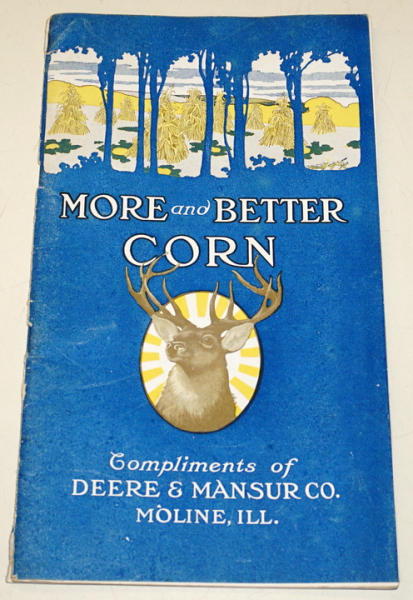 MORE and BETTER
CORN
Compliments of
DEERE & MANSUR CO.
MOLINE, ILL.